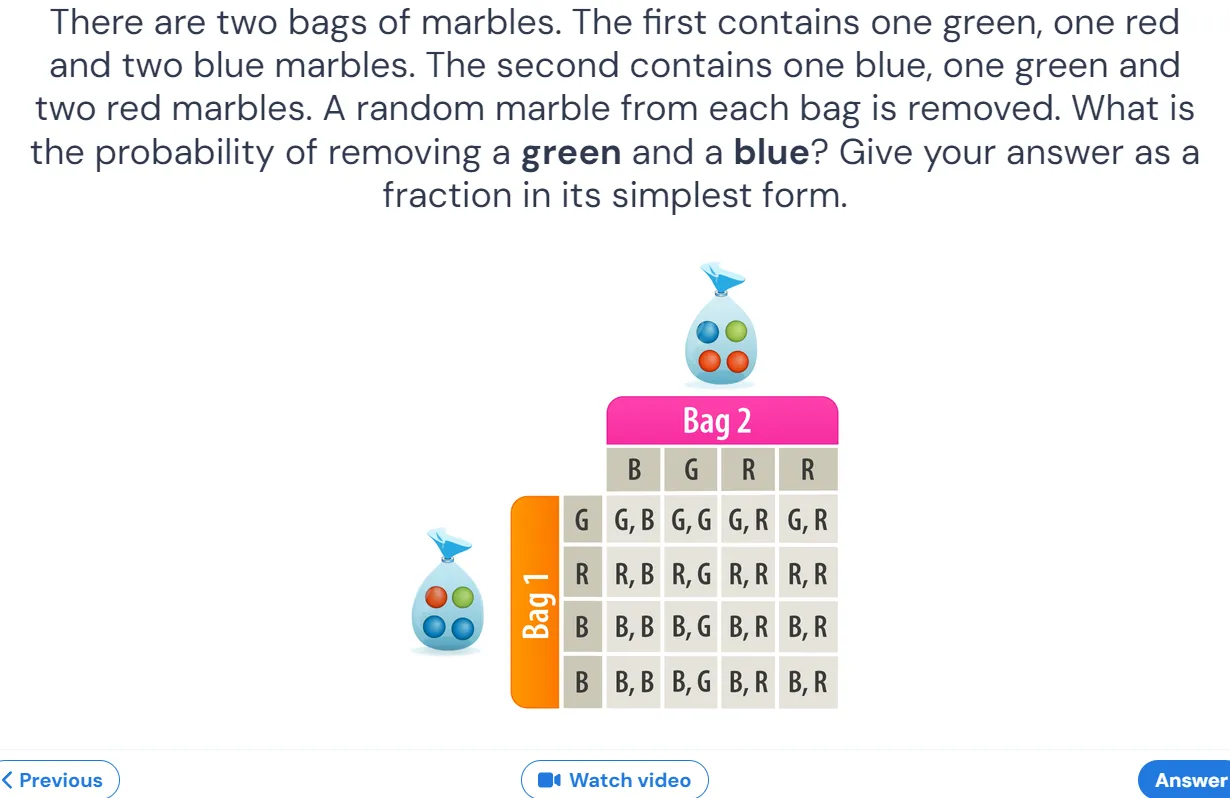 There are two bags of marbles. The first contains one green, one red
and two blue marbles. The second contains one blue, one green and
two red marbles. A random marble from each bag is removed. What is
the probability of removing a green and a blue? Give your answer as a
fraction in its simplest form.
Bag 2
B G R R
Bag 1
G G, B G, G G, R G, R
R R, B R, G R, R R, R
B B, B B, G B, R B, R
B B, B B, G B, R B, R
Previous
Watch video
Answer